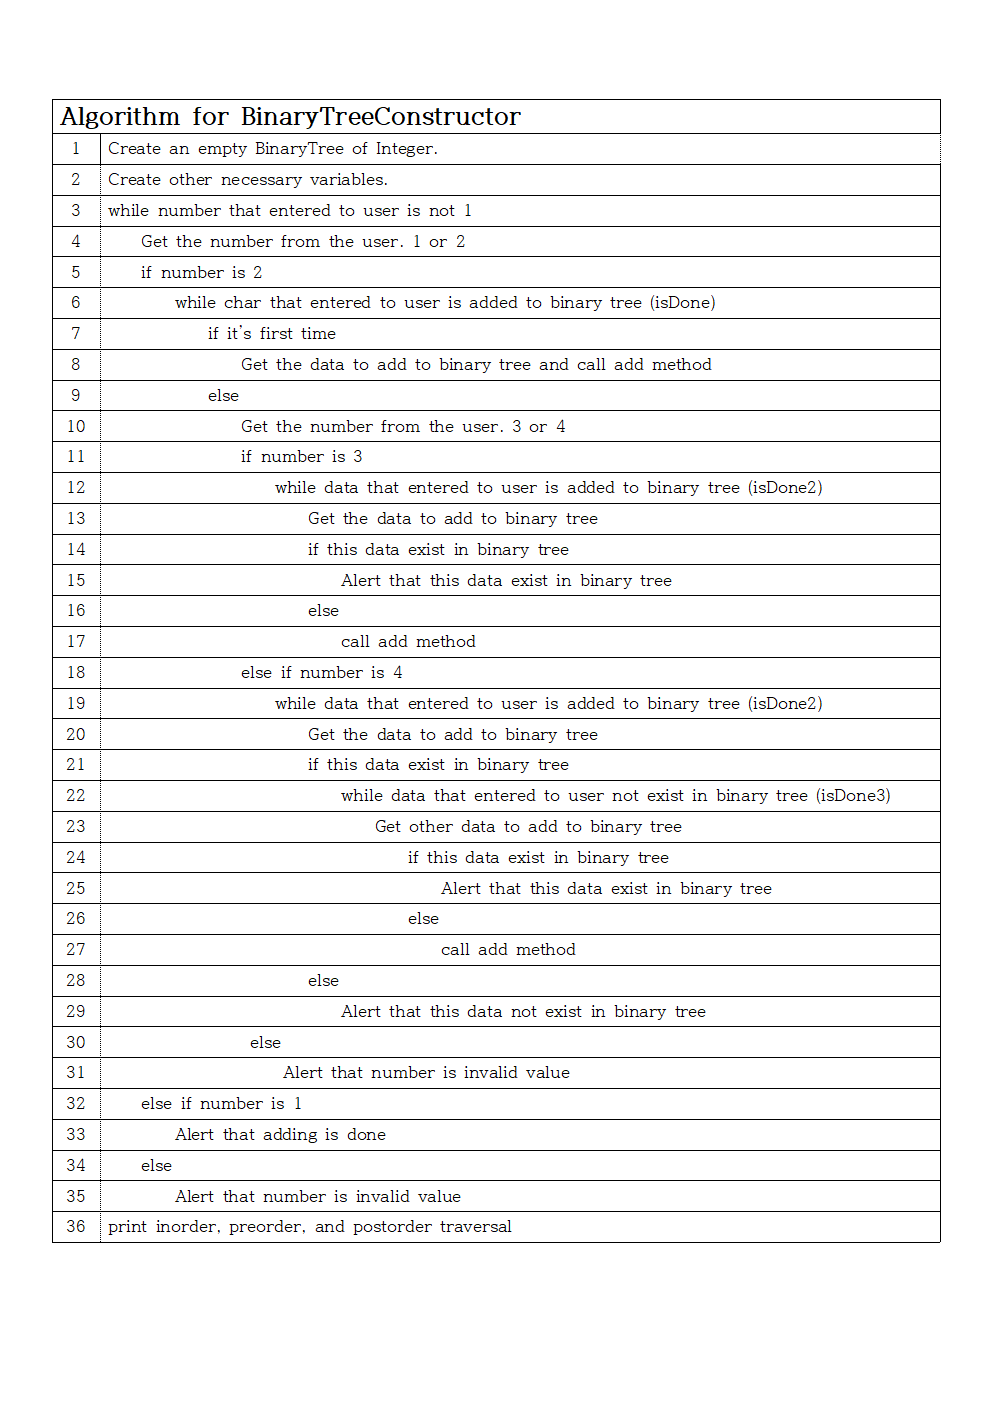 Algorithm for BinaryTreeConstructor
1 Create an empty BinaryTree of Integer.
2 Create other necessary variables.
3 while number that entered to user is not 1
4 Get the number from the user. 1 or 2
5 if number is 2
6 while char that entered to user is added to binary tree (isDone)
7 if it's first time
8 Get the data to add to binary tree and call add method
9 else
10 Get the number from the user. 3 or 4
11 if number is 3
12 while data that entered to user is added to binary tree (isDone2)
13 Get the data to add to binary tree
14 if this data exist in binary tree
15 Alert that this data exist in binary tree
16 else
17 call add method
18 else if number is 4
19 while data that entered to user is added to binary tree (isDone2)
20 Get the data to add to binary tree
21 if this data exist in binary tree
22 while data that entered to user not exist in binary tree (isDone3)
23 Get other data to add to binary tree
24 if this data exist in binary tree
25 Alert that this data exist in binary tree
26 else
27 call add method
28 else
29 Alert that this data not exist in binary tree
30 else
31 Alert that number is invalid value
32 else if number is 1
33 Alert that adding is done
34 else
35 Alert that number is invalid value
36 print inorder, preorder, and postorder traversal